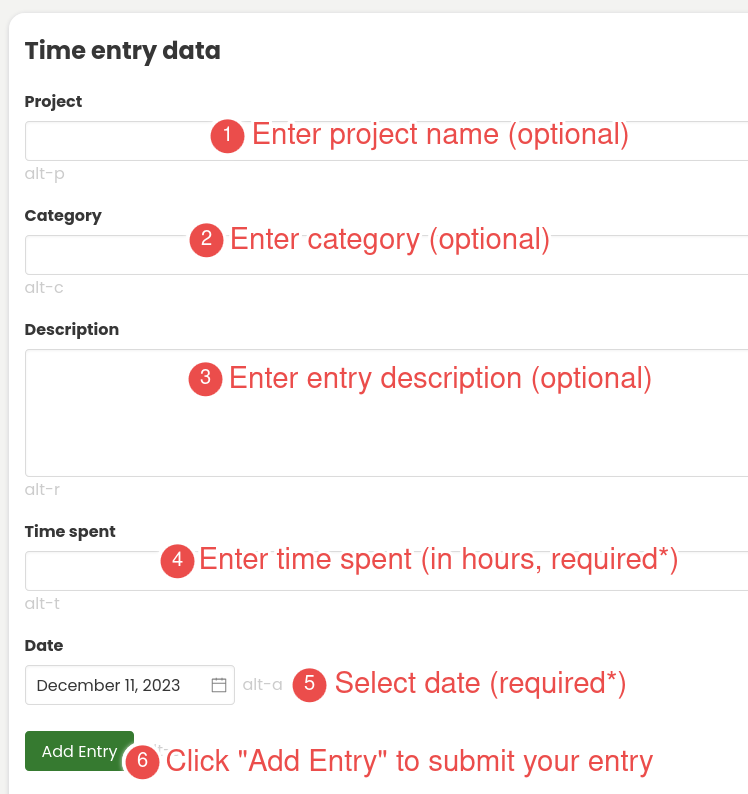 Time entry data
Project
1 Enter project name (optional)
alt-p
Category
2 Enter category (optional)
alt-c
Description
3 Enter entry description (optional)
alt-r
Time spent
4 Enter time spent (in hours, required*)
alt-t
Date
December 11, 2023 alt-a 5 Select date (required*)
Add Entry 6 Click "Add Entry" to submit your entry